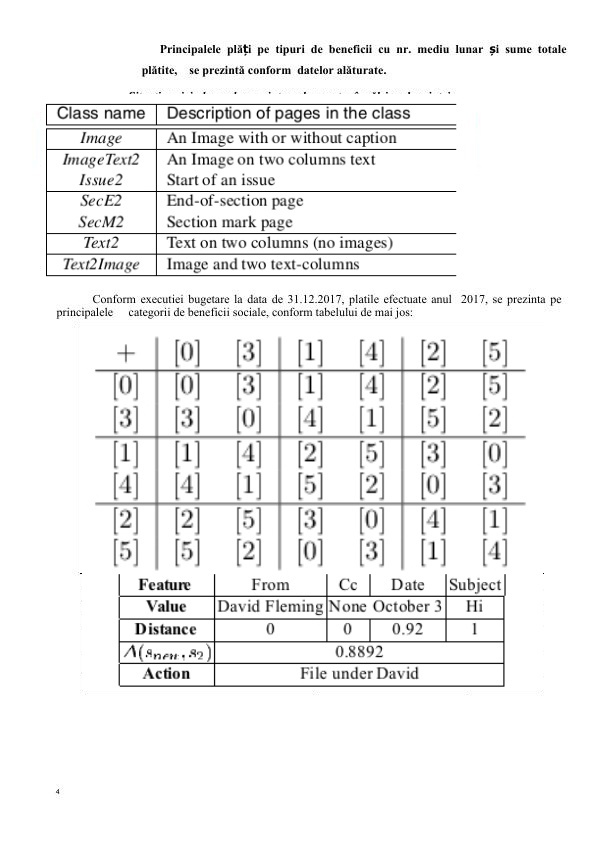 Principalele plăți pe tipuri de beneficii cu nr. mediu lunar și sume totale
plătite, se prezintă conform datelor alăturate.
Class name Description of pages in the class
Image An Image with or without caption
ImageText2 An Image on two columns text
Issue2 Start of an issue
SecE2 End-of-section page
SecM2 Section mark page
Text2 Text on two columns (no images)
Text2Image Image and two text-columns
Conform executiei bugetare la data de 31.12.2017, platile efectuate anul 2017, se prezinta pe
principalele categorii de beneficii sociale, conform tabelului de mai jos:
+ [0] [3] [1] [4] [2] [5]
[0] [0] [3] [1] [4] [2] [5]
[3] [3] [0] [4] [1] [5] [2]
[1] [1] [4] [2] [5] [3] [0]
[4] [4] [1] [5] [2] [0] [3]
[2] [2] [5] [3] [0] [4] [1]
[5] [5] [2] [0] [3] [1] [4]
Feature From Cc Date Subject
Value David Fleming None October 3 Hi
Distance 0 0 0.92 1
Λ(s_new, s_2) 0.8892
Action File under David
4